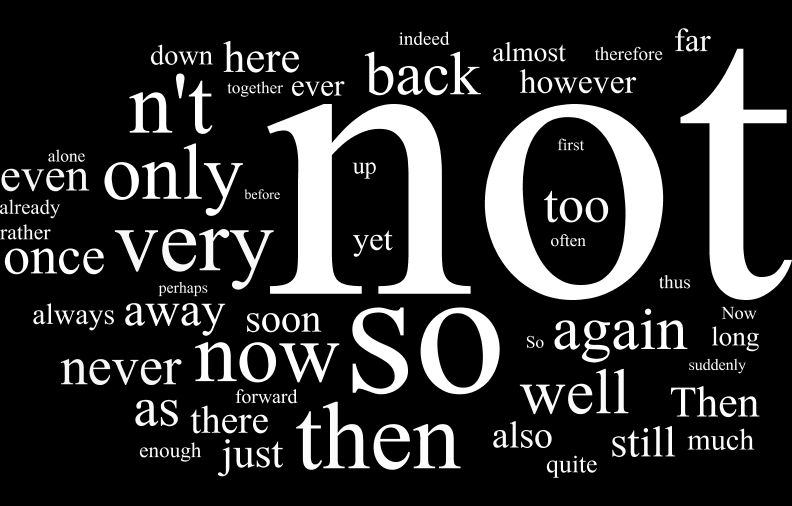 indeed
far
down here
almost therefore
back
together ever
however
n't
not
first
alone
even only
up
before
too
already
rather
yet
often
once very
perhaps
thus
always away soon
so
Now
So again long
never now
suddenly
well Then
forward
as there
then
also still much
enough just
quite